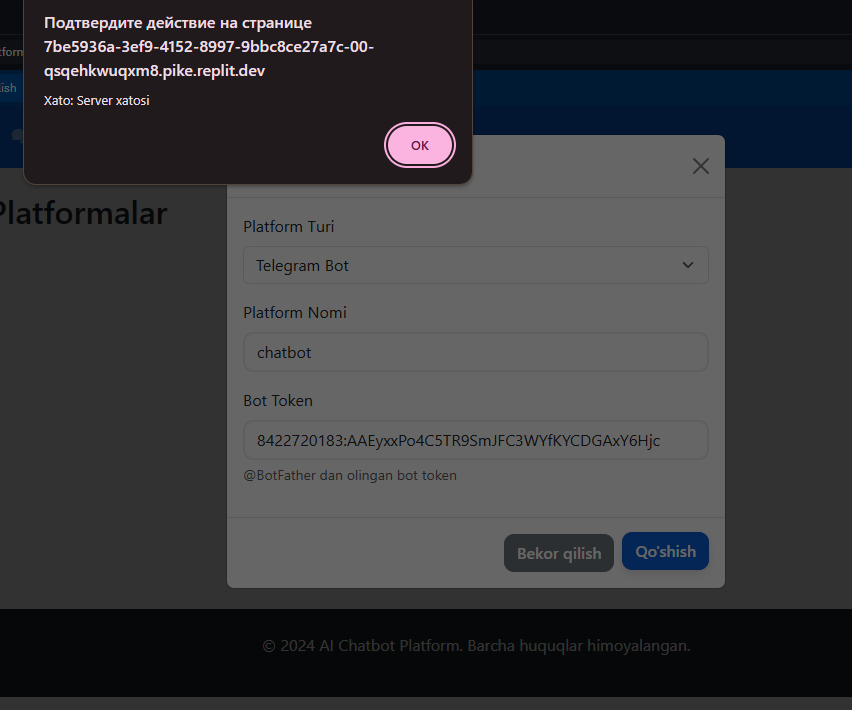 Подтвердите действие на странице
7be5936a-3ef9-4152-8997-9bbc8ce27a7c-00-
qsqehkwuqxm8.pike.replit.dev
Xato: Server xatosi
OK
Platformalar
Platform Turi
Telegram Bot
Platform Nomi
chatbot
Bot Token
8422720183:AAEyxxPo4C5TR9SmJFC3WYfKYCDGAxY6Hjc
@BotFather dan olingan bot token
Bekor qilish
Qo'shish
© 2024 AI Chatbot Platform. Barcha huquqlar himoyalangan.